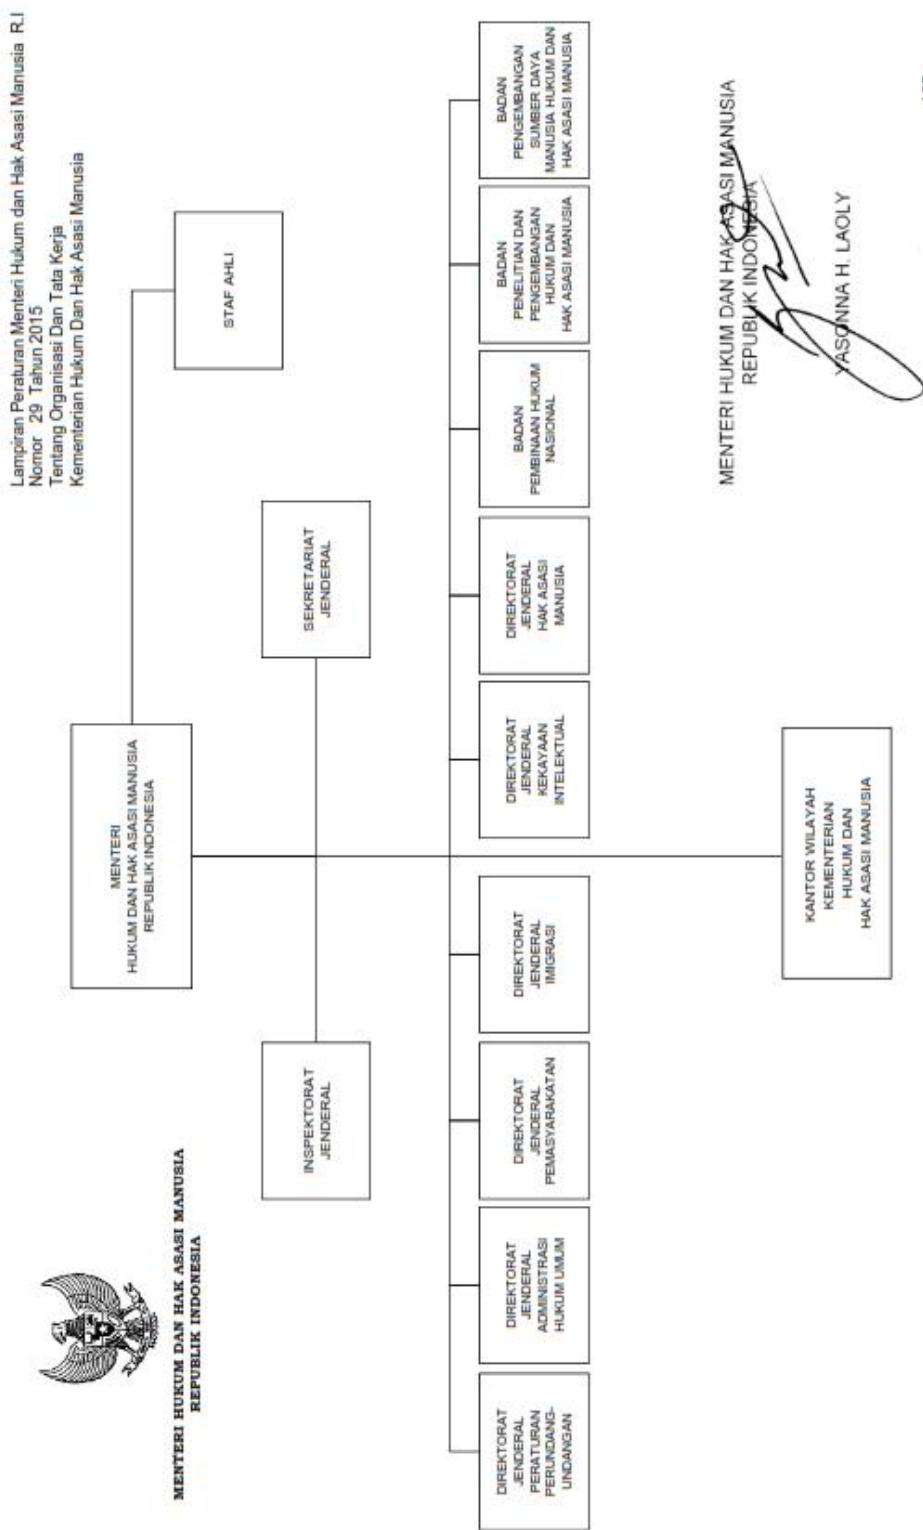 Lampiran Peraturan Menteri Hukum dan Hak Asasi Manusia R.I
Nomor 29 Tahun 2015
Tentang Organisasi Dan Tata Kerja
Kementerian Hukum Dan Hak Asasi Manusia
MENTERI HUKUM DAN HAK ASASI MANUSIA
REPUBLIK INDONESIA
MENTERI
HUKUM DAN HAK ASASI MANUSIA
REPUBLIK INDONESIA
STAF AHLI
INSPEKTORAT
JENDERAL
SEKRETARIAT
JENDERAL
DIREKTORAT
JENDERAL
PERATURAN
PERUNDANG-
UNDANGAN
DIREKTORAT
JENDERAL
ADMINISTRASI
HUKUM UMUM
DIREKTORAT
JENDERAL
PEMASYARAKATAN
DIREKTORAT
JENDERAL
IMIGRASI
DIREKTORAT
JENDERAL
KEKAYAAN
INTELEKTUAL
DIREKTORAT
JENDERAL
HAK ASASI
MANUSIA
BADAN
PEMBINAAN HUKUM
NASIONAL
BADAN
PENELITIAN DAN
PENGEMBANGAN
HUKUM DAN
HAK ASASI MANUSIA
BADAN
PENGEMBANGAN
SUMBER DAYA
MANUSIA HUKUM DAN
HAK ASASI MANUSIA
KANTOR WILAYAH
KEMENTERIAN
HUKUM DAN
HAK ASASI MANUSIA
MENTERI HUKUM DAN HAK ASASI MANUSIA
REPUBLIK INDONESIA
YASONNA H. LAOLY